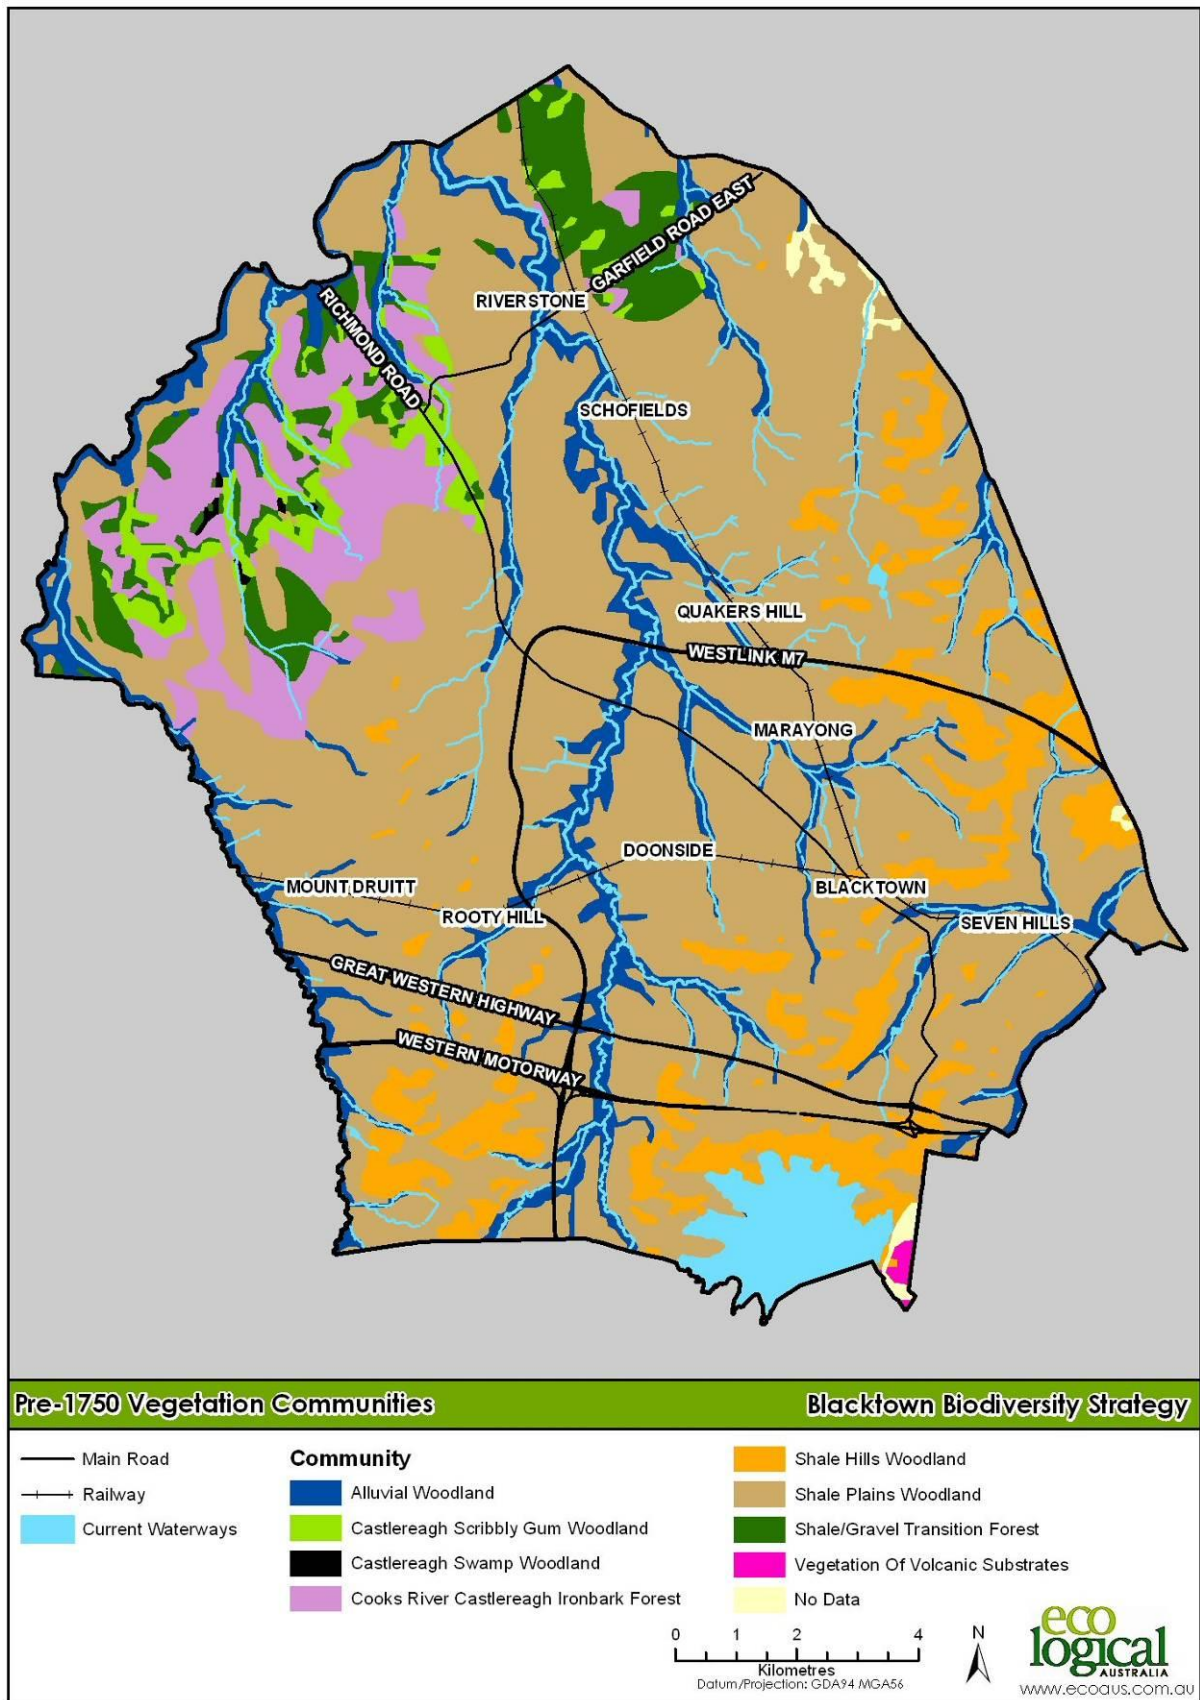 GARFIELD ROAD EAST
RIVERSTONE
RICHMOND ROAD
SCHOFIELDS
QUAKERS HILL
WESTLINK M7
MARAYONG
DOONSIDE
MOUNT DRUITT
BLACKTOWN
ROOTY HILL
SEVEN HILLS
GREAT WESTERN HIGHWAY
WESTERN MOTORWAY
Pre-1750 Vegetation Communities
Blacktown Biodiversity Strategy
Main Road
Railway
Current Waterways
Community
Alluvial Woodland
Castlereagh Scribbly Gum Woodland
Castlereagh Swamp Woodland
Cooks River Castlereagh Ironbark Forest
Shale Hills Woodland
Shale Plains Woodland
Shale/Gravel Transition Forest
Vegetation Of Volcanic Substrates
No Data
0 1 2 4
Kilometres
Datum/Projection: GDA94 MGA56
N
eco
logical
AUSTRALIA
www.ecoaus.com.au